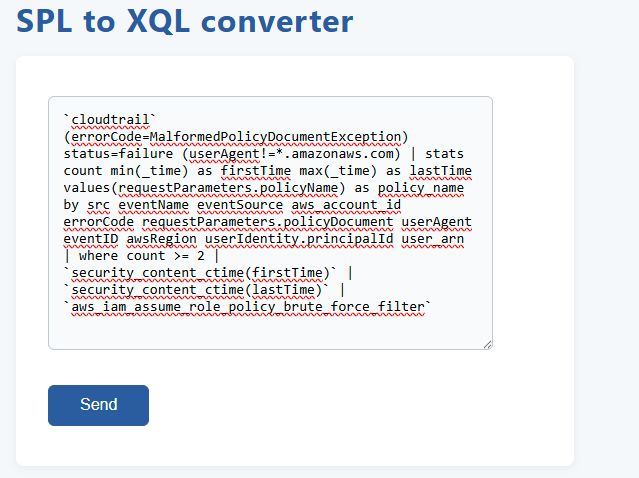 SPL to XQL converter
`cloudtrail`
(errorCode=MalformedPolicyDocumentException)
status=failure (userAgent!=*.amazonaws.com) | stats
count min(_time) as firstTime max(_time) as lastTime
values(requestParameters.policyName) as policy_name
by src eventName eventSource aws_account_id
errorCode requestParameters.policyDocument userAgent
eventID awsRegion userIdentity.principalId user_arn
| where count >= 2 |
`security_content_ctime(firstTime)` |
`security_content_ctime(lastTime)` |
`aws_iam_assume_role_policy_brute_force_filter`
Send